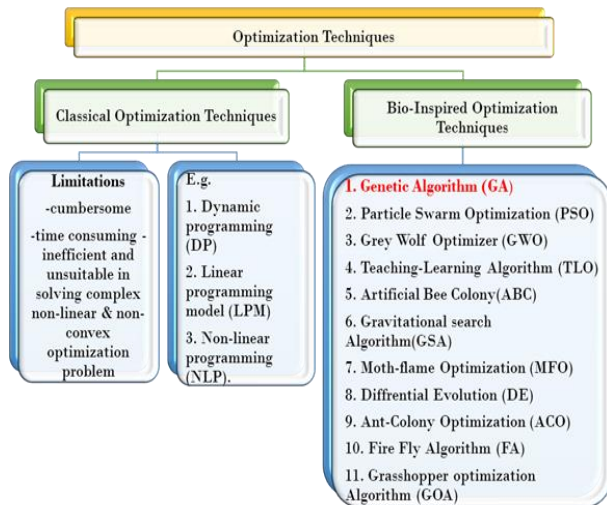 Optimization Techniques
Classical Optimization Techniques
Bio-Inspired Optimization
Techniques
Limitations
-cumbersome
-time consuming -
inefficient and
unsuitable in
solving complex
non-linear & non-
convex
optimization
problem
E.g.
1. Dynamic
programming
(DP)
2. Linear
programming
model (LPM)
3. Non-linear
programming
(NLP).
1. Genetic Algorithm (GA)
2. Particle Swarm Optimization (PSO)
3. Grey Wolf Optimizer (GWO)
4. Teaching-Learning Algorithm (TLO)
5. Artificial Bee Colony(ABC)
6. Gravitational search
Algorithm(GSA)
7. Moth-flame Optimization (MFO)
8. Diffrential Evolution (DE)
9. Ant-Colony Optimization (ACO)
10. Fire Fly Algorithm (FA)
11. Grasshopper optimization
Algorithm (GOA)